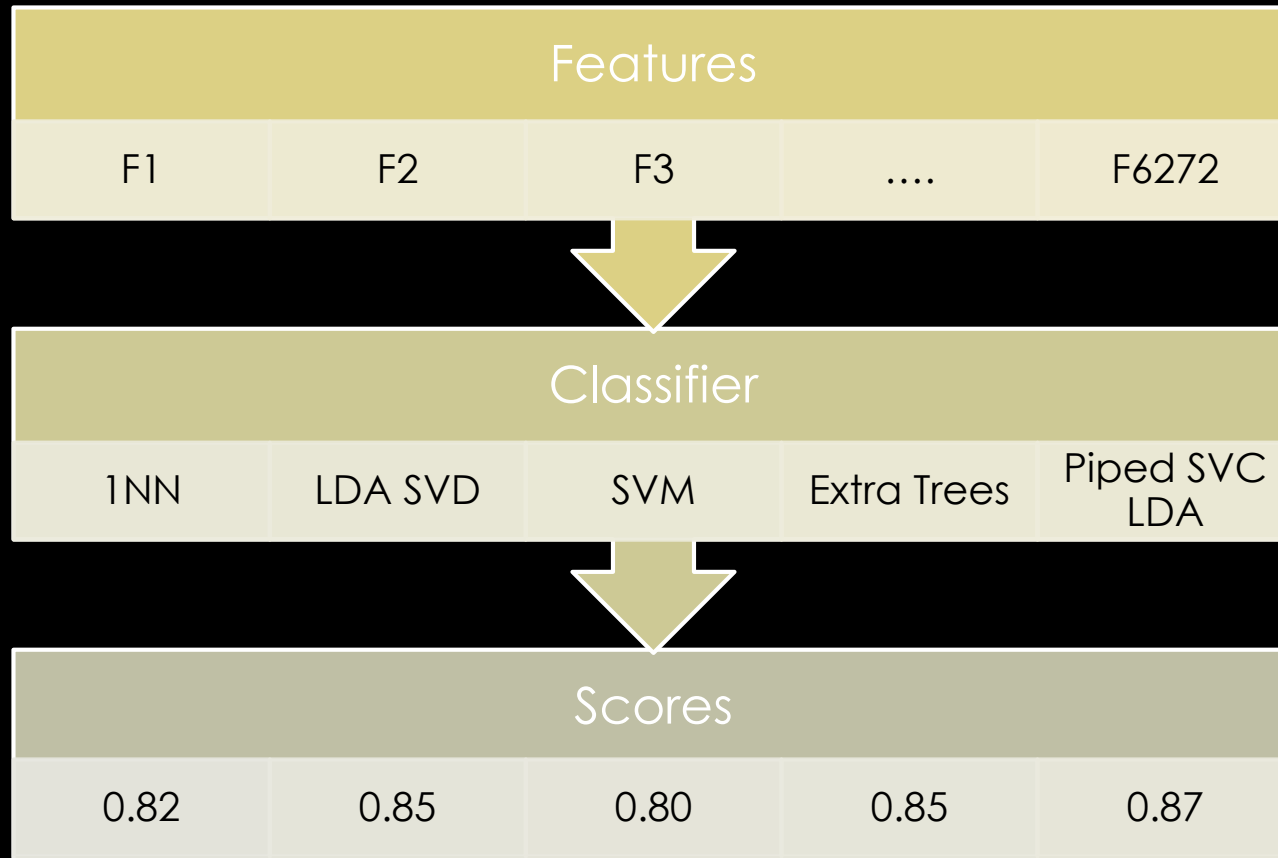 Features
F1 F2 F3 .... F6272
Classifier
1NN LDA SVD SVM Extra Trees Piped SVC
LDA
Scores
0.82 0.85 0.80 0.85 0.87